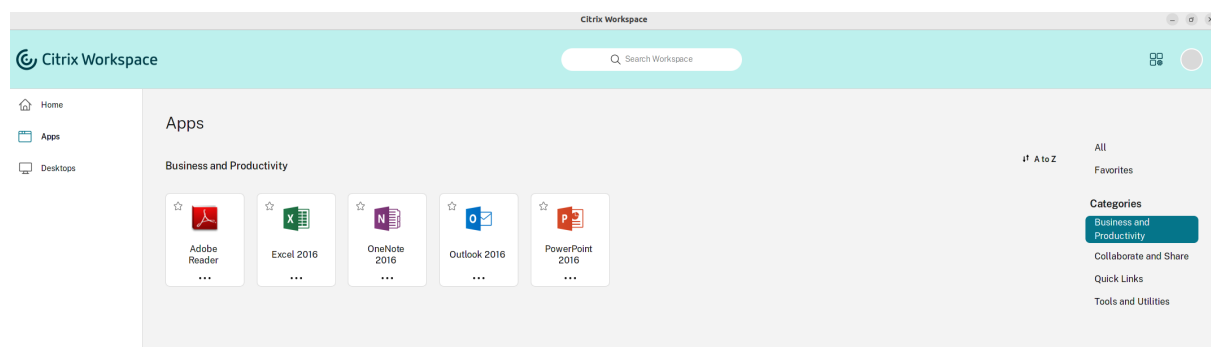 Citrix Workspace
Citrix Workspace
Search Workspace
Home
Apps
Desktops
Apps
Business and Productivity
A to Z
Adobe
Reader
Excel 2016
OneNote
2016
Outlook 2016
PowerPoint
2016
All
Favorites
Categories
Business and
Productivity
Collaborate and Share
Quick Links
Tools and Utilities